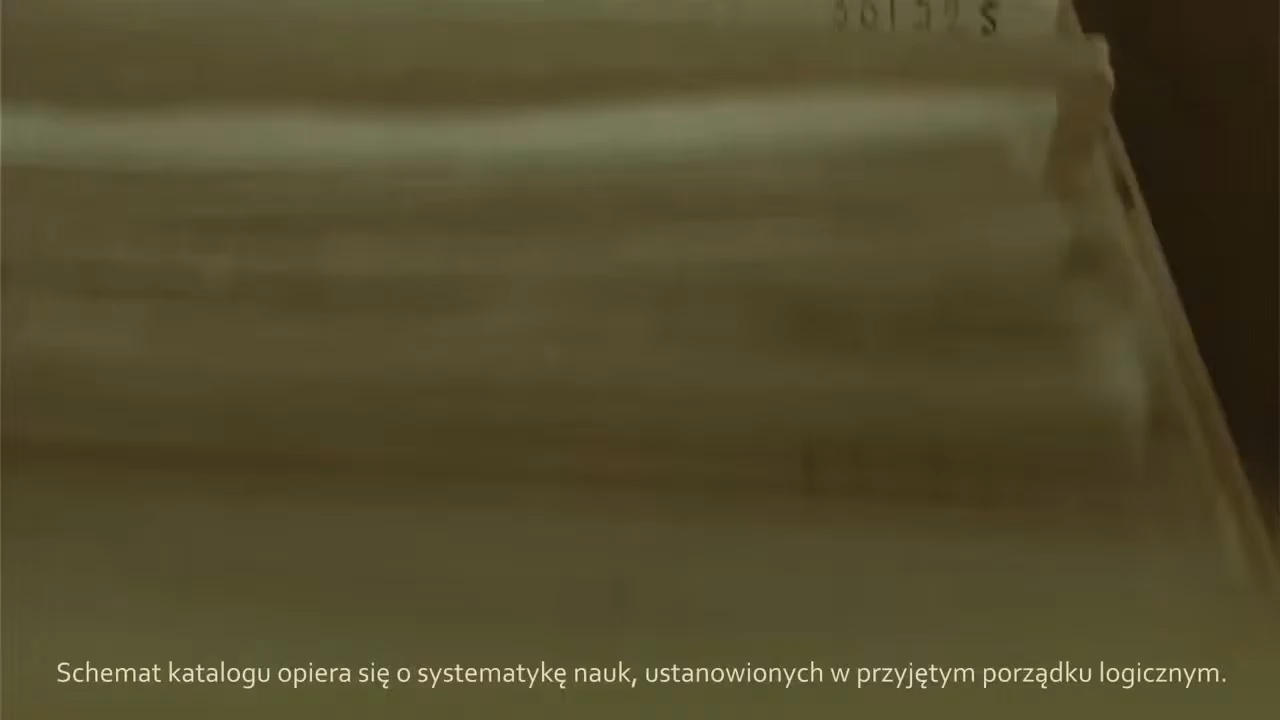 Schemat katalogu opiera się o systematykę nauk, ustanowionych w przyjętym porządku logicznym.